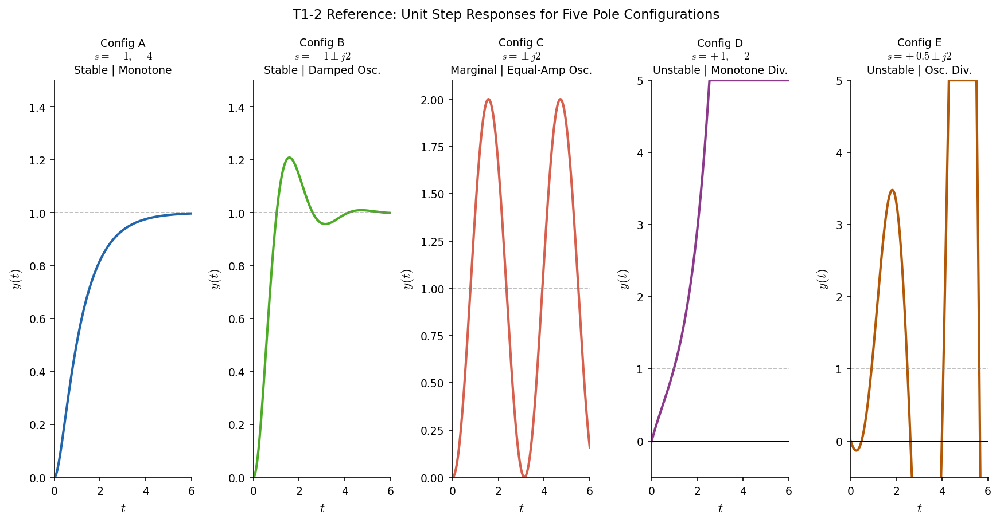 T1-2 Reference: Unit Step Responses for Five Pole Configurations
Config A
s = −1, −4
Stable | Monotone
1.4
1.2
1.0
0.8
0.6
0.4
0.2
0.0
y(t)
0 2 4 6
t
Config B
s = −1 ± j2
Stable | Damped Osc.
1.4
1.2
1.0
0.8
0.6
0.4
0.2
0.0
y(t)
0 2 4 6
t
Config C
s = ±j2
Marginal | Equal-Amp Osc.
2.00
1.75
1.50
1.25
1.00
0.75
0.50
0.25
0.00
y(t)
0 2 4 6
t
Config D
s = +1, −2
Unstable | Monotone Div.
5
4
3
2
1
0
y(t)
0 2 4 6
t
Config E
s = +0.5 ± j2
Unstable | Osc. Div.
5
4
3
2
1
0
y(t)
0 2 4 6
t